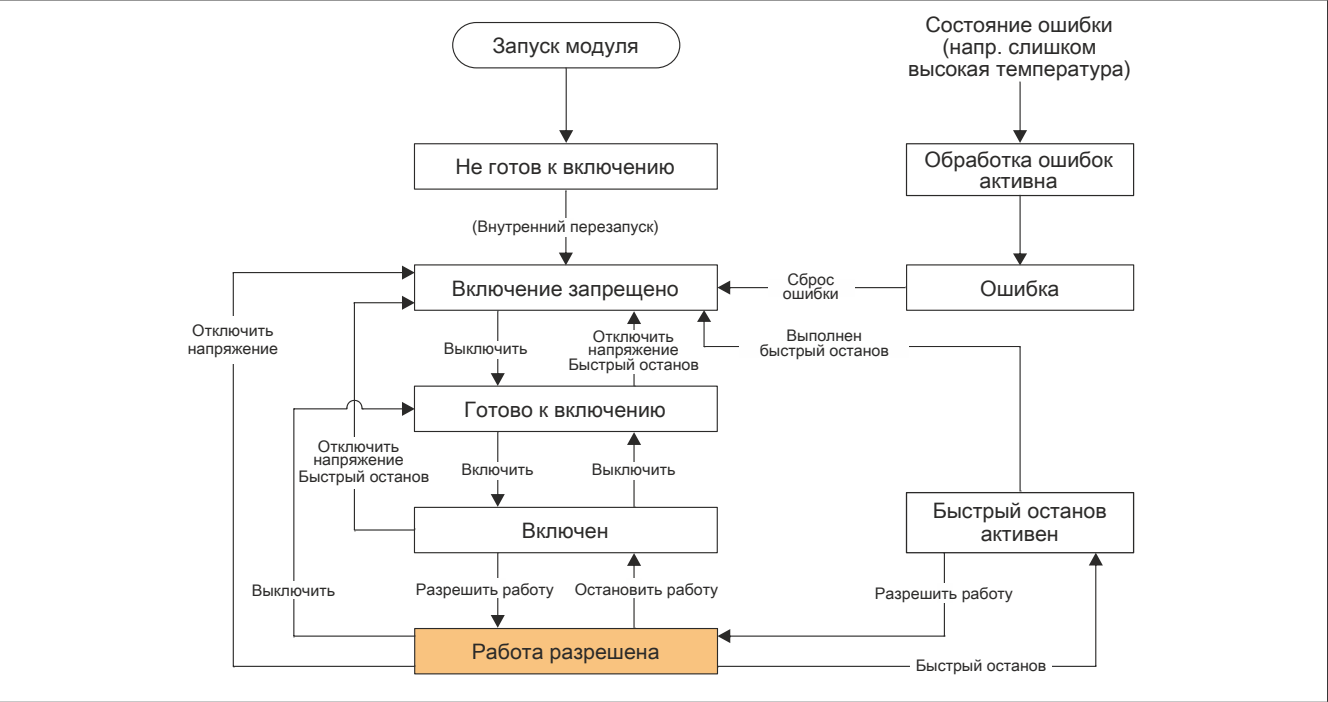 Запуск модуля
Состояние ошибки
(напр. слишком
высокая температура)
Не готов к включению
Обработка ошибок
активна
(Внутренний перезапуск)
Включение запрещено
Сброс
ошибки
Ошибка
Отключить
напряжение
Выключить
Отключить
напряжение
Быстрый останов
Выполнен
быстрый останов
Готово к включению
Отключить
напряжение
Быстрый останов
Включить
Выключить
Включен
Быстрый останов
активен
Выключить
Разрешить работу
Остановить работу
Разрешить работу
Работа разрешена
Быстрый останов